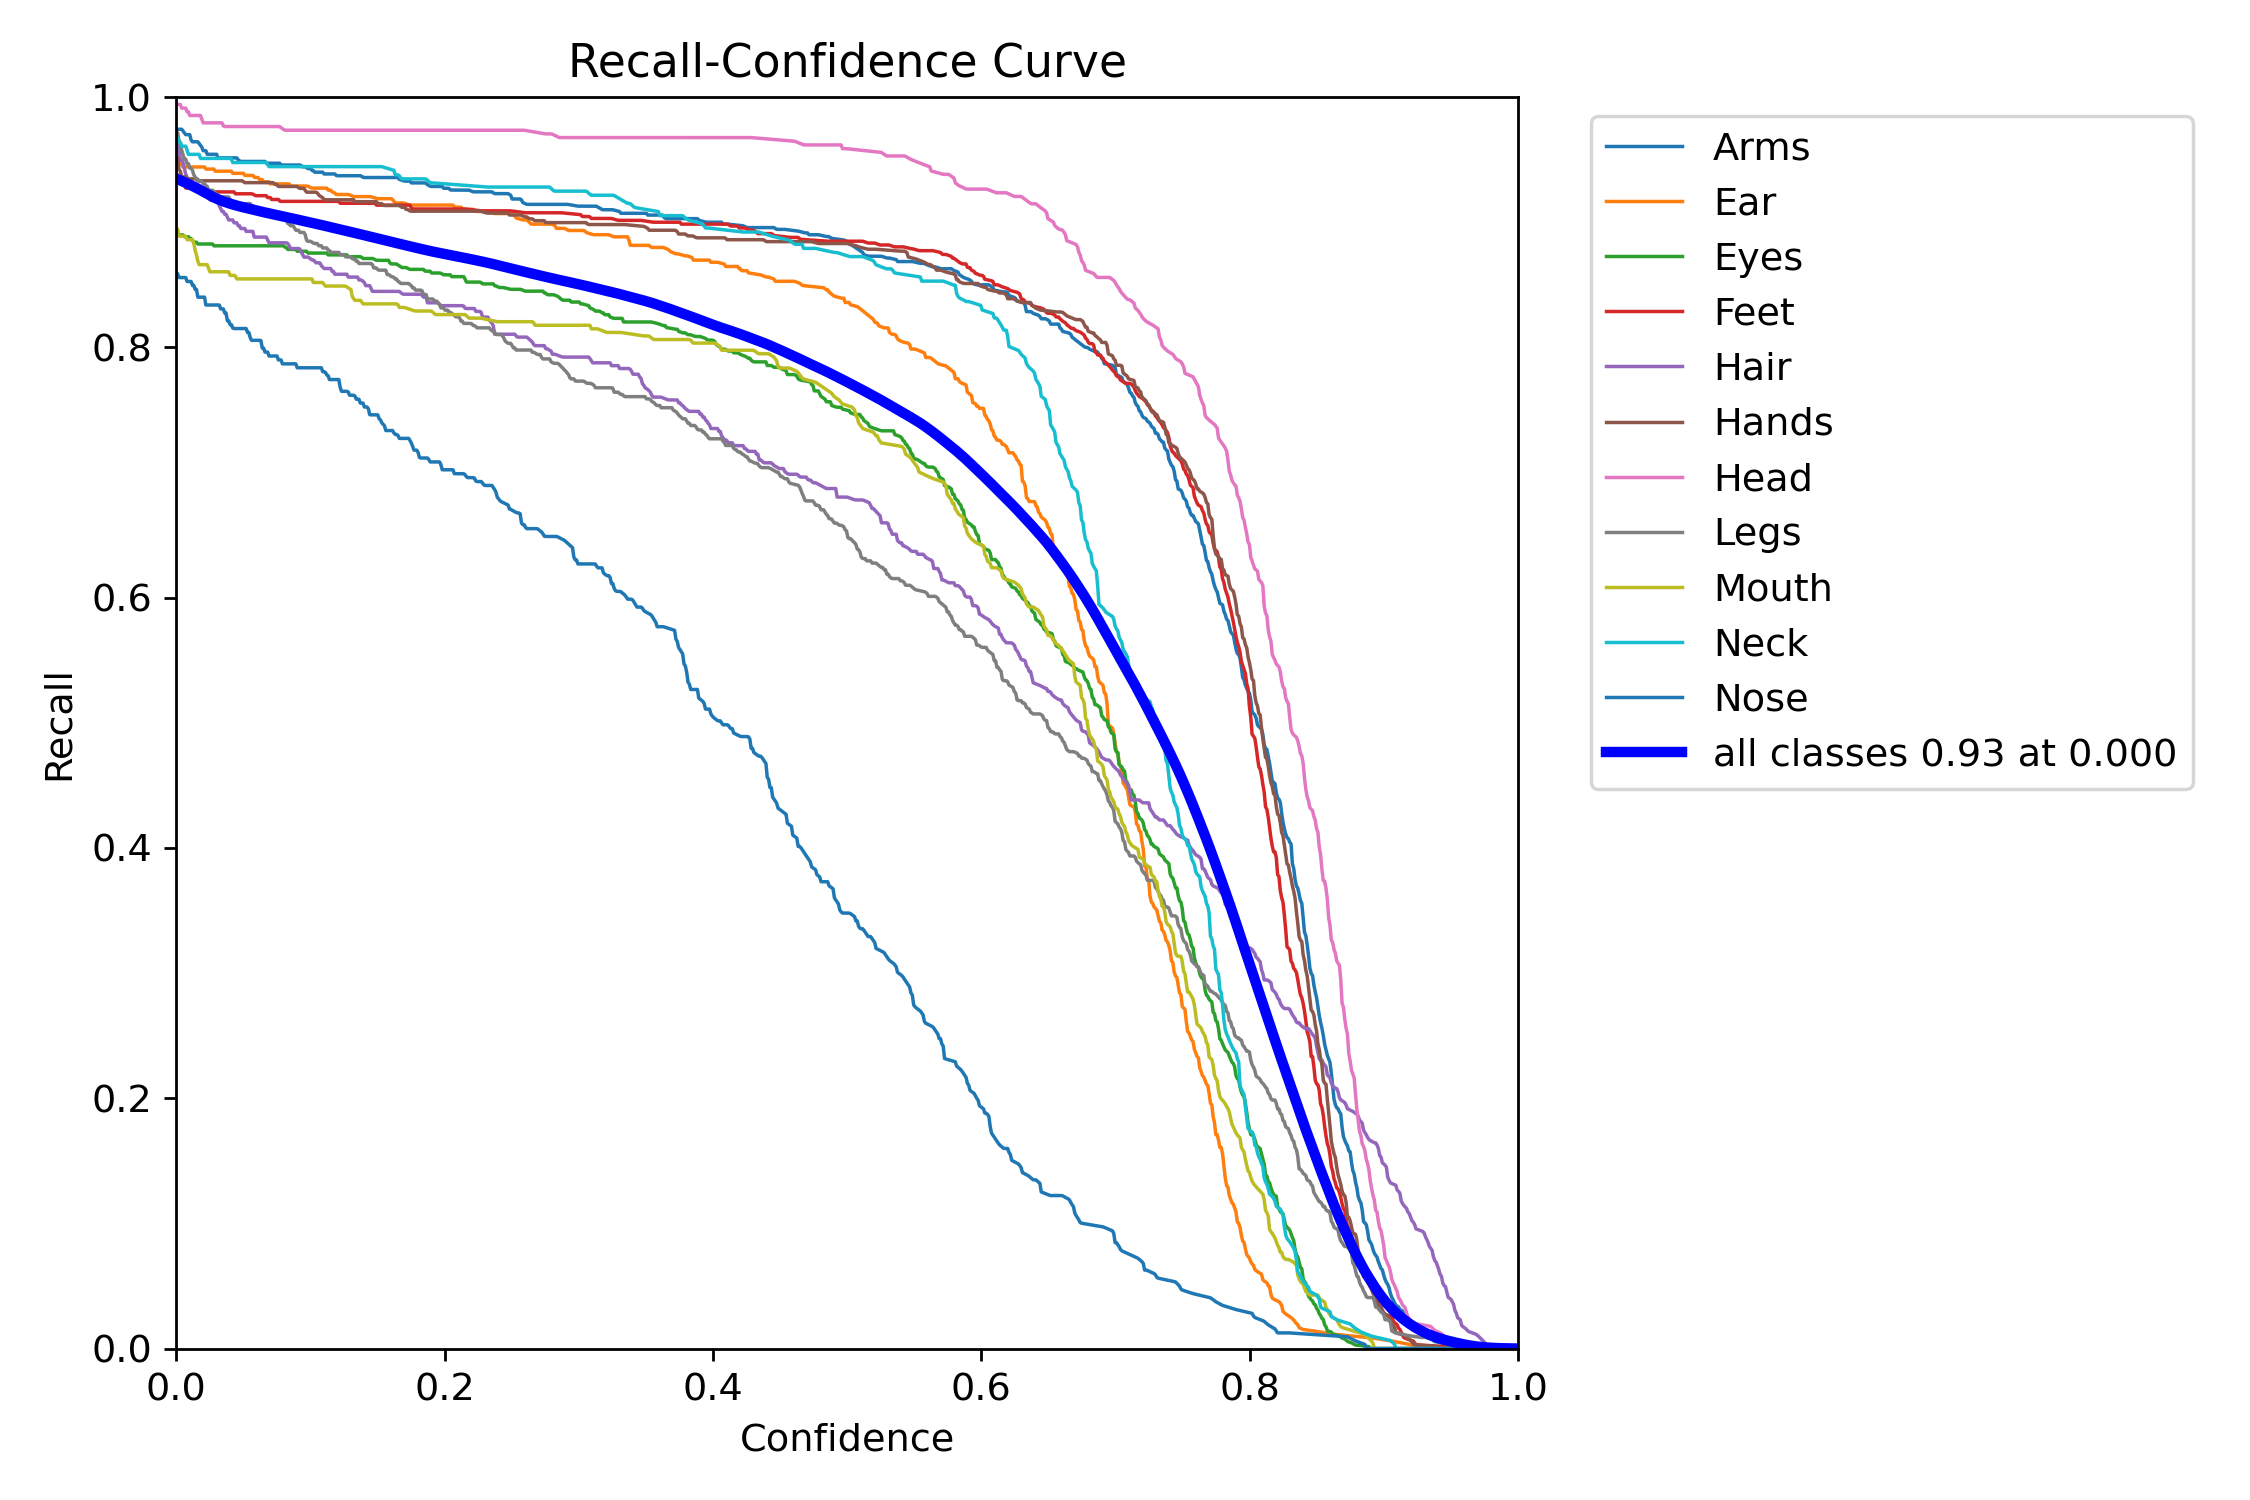 Recall-Confidence Curve
1.0
0.8
0.6
0.4
0.2
0.0
Recall
0.0 0.2 0.4 0.6 0.8 1.0
Confidence
Arms
Ear
Eyes
Feet
Hair
Hands
Head
Legs
Mouth
Neck
Nose
all classes 0.93 at 0.000